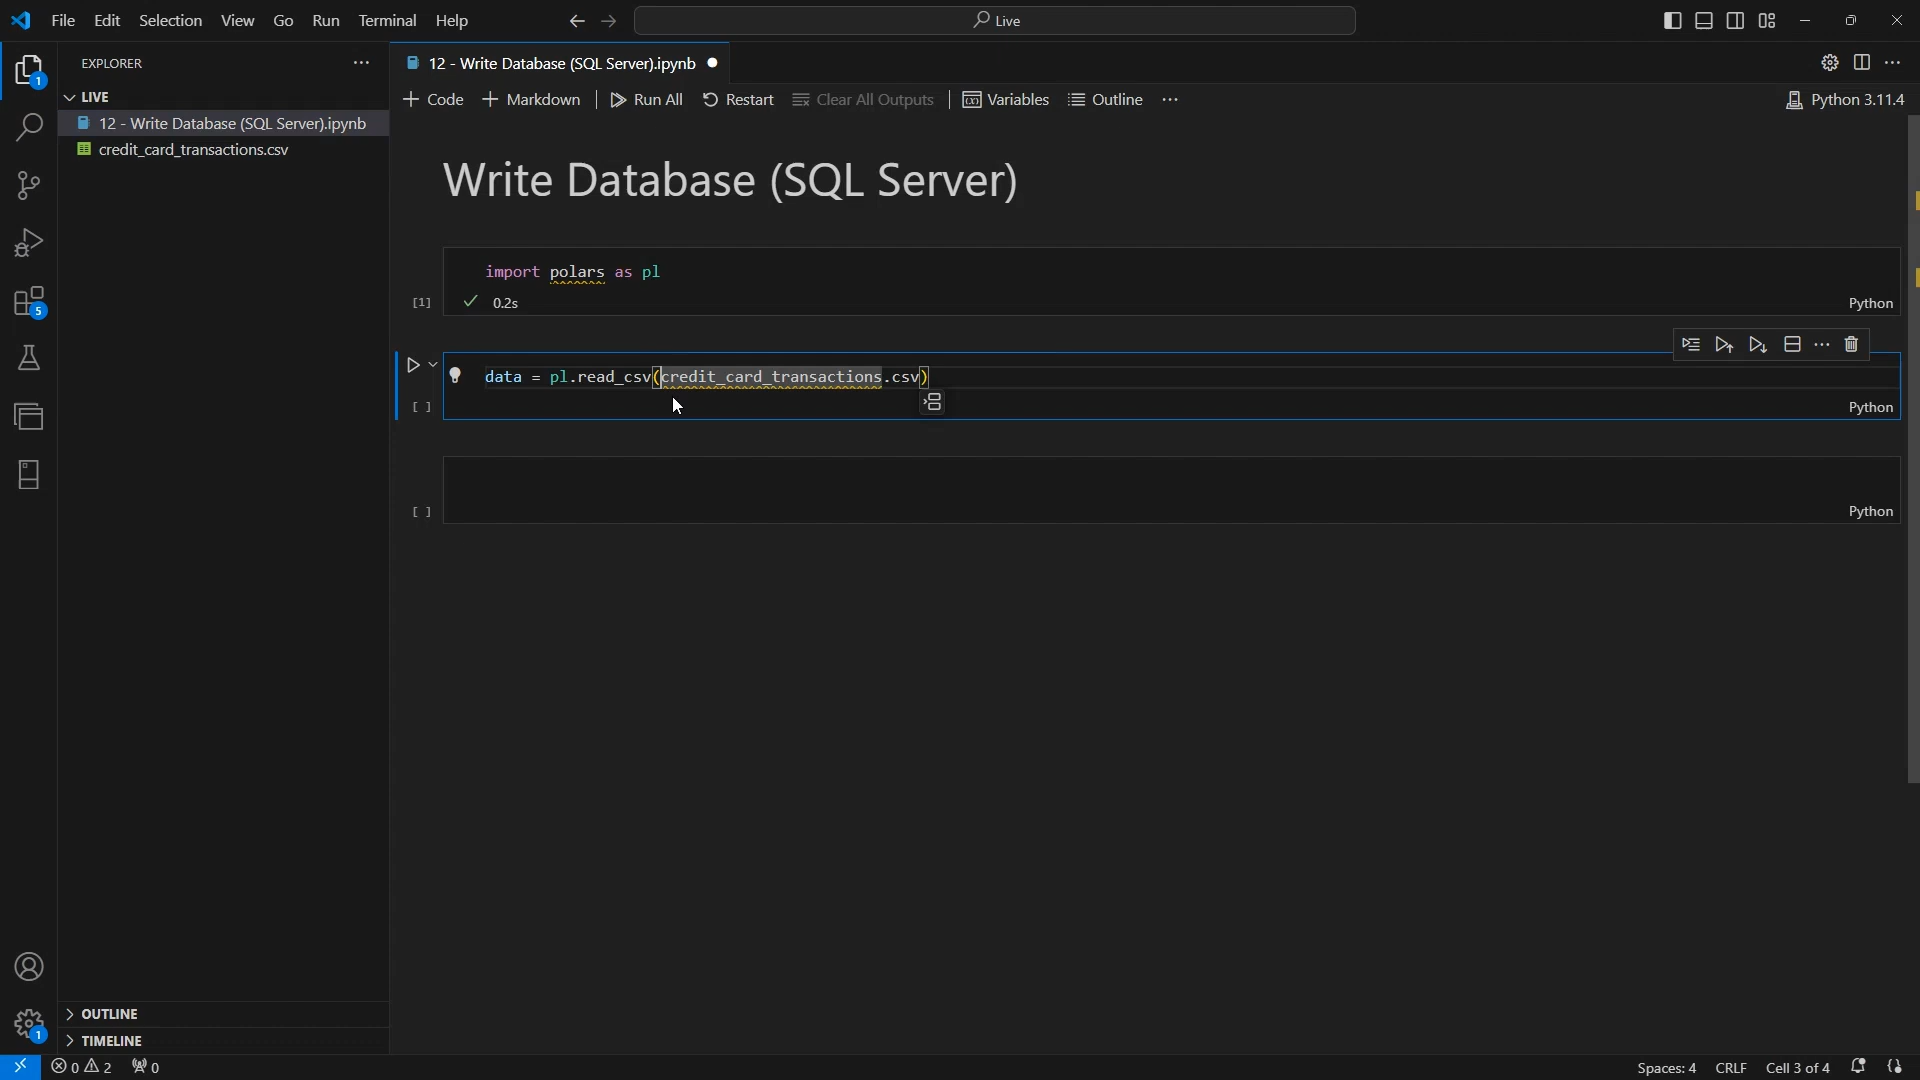 File Edit Selection View Go Run Terminal Help Live
EXPLORER
LIVE
12 - Write Database (SQL Server).ipynb
credit_card_transactions.csv
OUTLINE
TIMELINE
12 - Write Database (SQL Server).ipynb
Code Markdown Run All Restart Clear All Outputs Variables Outline Python 3.11.4
Write Database (SQL Server)
import polars as pl
[1] 0.2s Python
data = pl.read_csv(credit_card_transactions.csv)
[ ] Python
[ ] Python
1
5
1
0 2 0 Spaces: 4 CRLF Cell 3 of 4